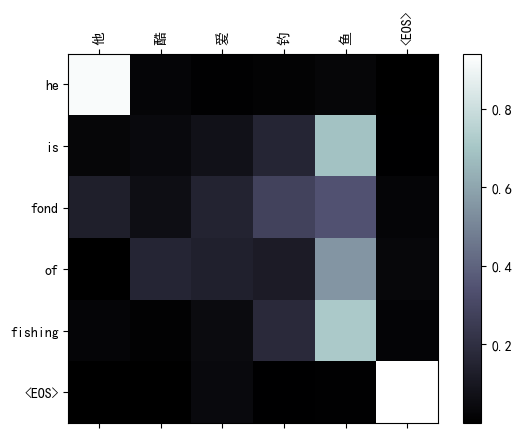 他 酷 爱 钓 鱼 <EOS>
he
is
fond
of
fishing
<EOS>
0.8
0.6
0.4
0.2